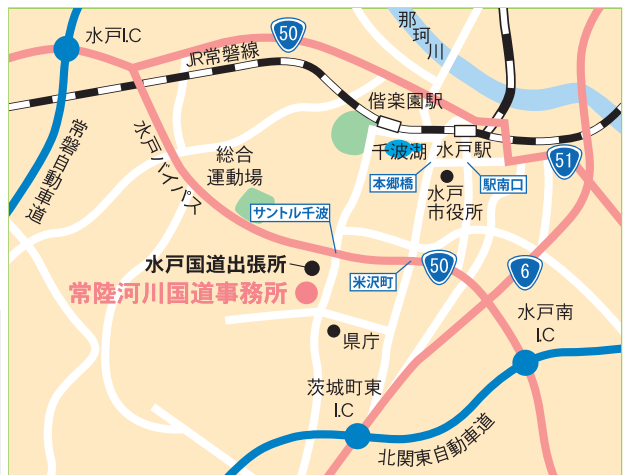 水戸I.C
50
JR常磐線
那珂川
偕楽園駅
常磐自動車道
水戸バイパス
総合
運動場
千波湖
水戸駅
51
本郷橋
駅南口
水戸
市役所
サントル千波
水戸国道出張所
常陸河川国道事務所
米沢町
50
6
水戸南
I.C
県庁
茨城町東
I.C
北関東自動車道